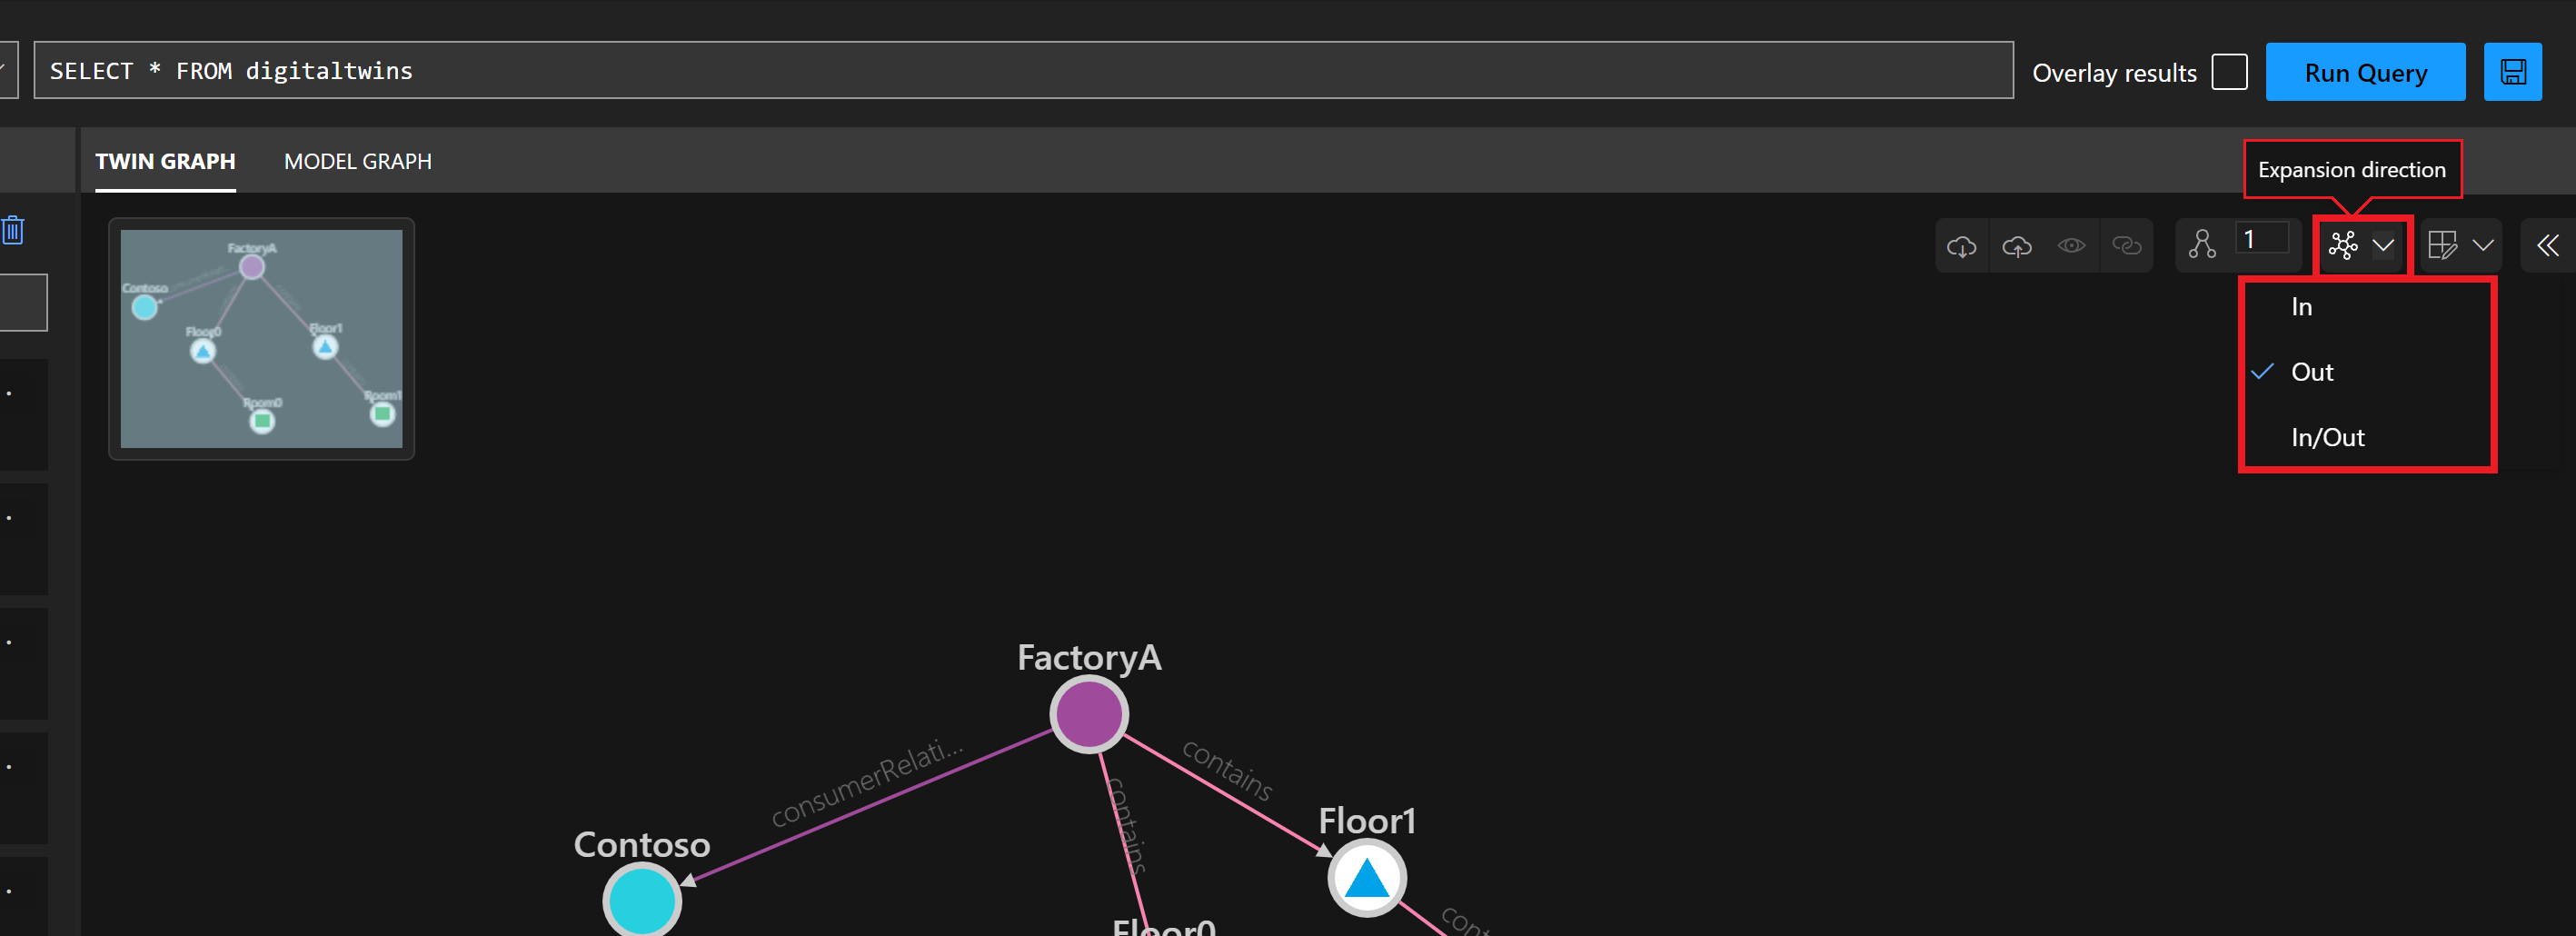 SELECT * FROM digitaltwins
Overlay results
Run Query
TWIN GRAPH
MODEL GRAPH
Expansion direction
1
In
Out
In/Out
FactoryA
Contoso
Floor0
Floor1
Room0
Room1
FactoryA
consumerRelati...
contains
contains
Floor1
Contoso
Floor0